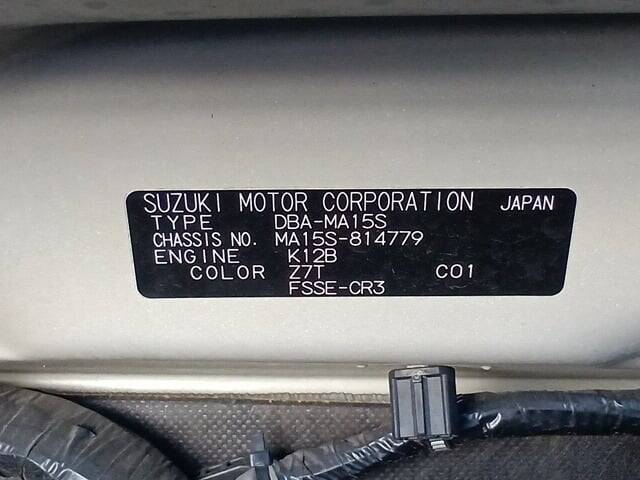 SUZUKI MOTOR CORPORATION JAPAN
TYPE DBA-MA15S
CHASSIS NO. MA15S-814779
ENGINE K12B
COLOR Z7T C01
FSSE-CR3